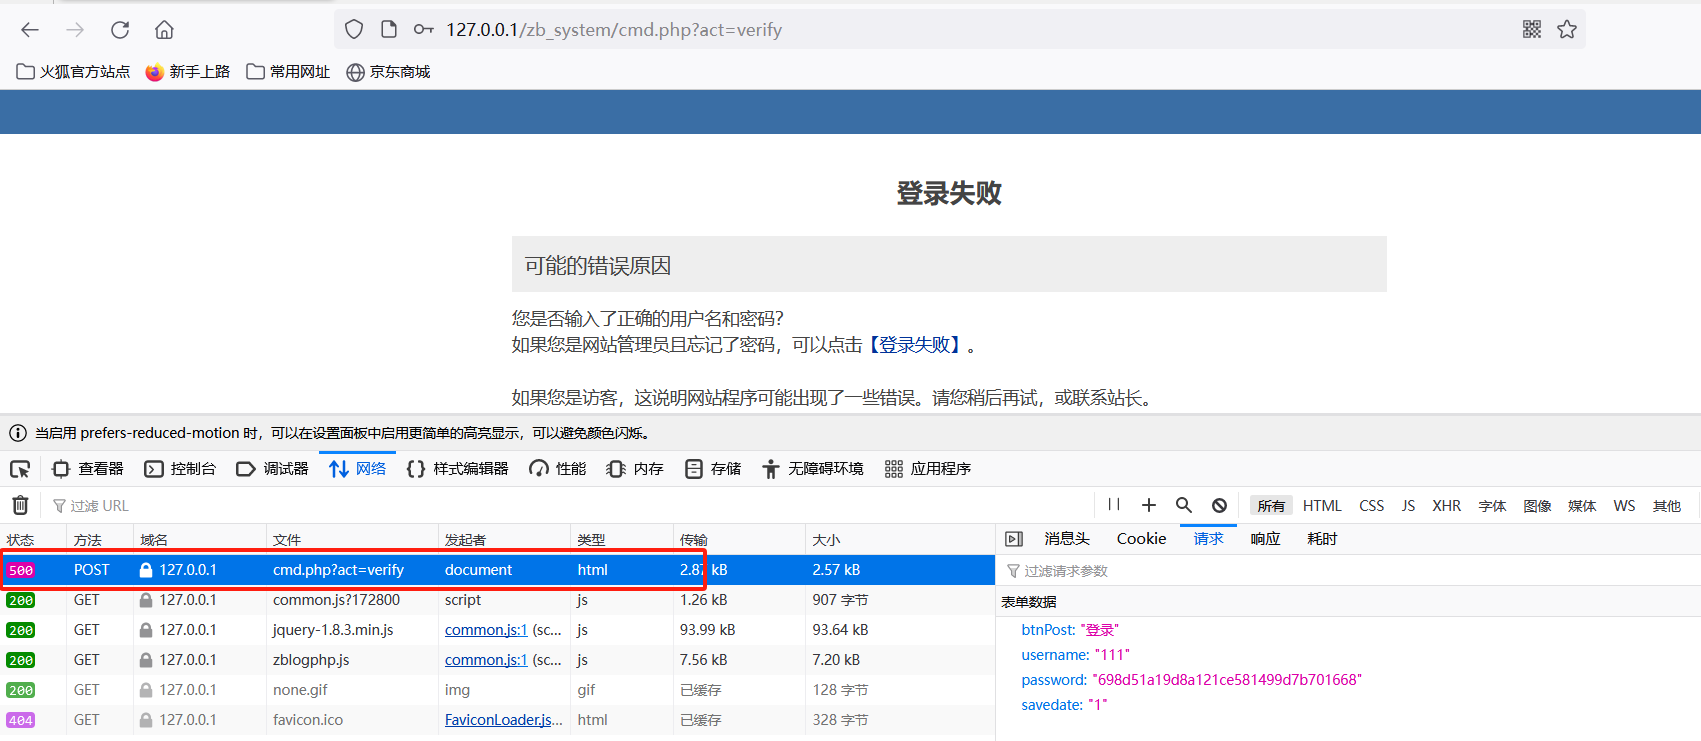 127.0.0.1/zb_system/cmd.php?act=verify
火狐官方站点 新手上路 常用网址 京东商城
登录失败
可能的错误原因
您是否输入了正确的用户名和密码?
如果您是网站管理员且忘记了密码，可以点击【登录失败】。
如果您是访客，这说明网站程序可能出现了一些错误。请您稍后再试，或联系站长。
当启用 prefers-reduced-motion 时，可以在设置面板中启用更简单的高亮显示，可以避免颜色闪烁。
查看器 控制台 调试器 网络 样式编辑器 性能 内存 存储 无障碍环境 应用程序
过滤 URL 所有 HTML CSS JS XHR 字体 图像 媒体 WS 其他
状态 方法 域名 文件 发起者 类型 传输 大小
500 POST 127.0.0.1 cmd.php?act=verify document html 2.87 kB 2.57 kB
200 GET 127.0.0.1 common.js?172800 script js 1.26 kB 907 字节
200 GET 127.0.0.1 jquery-1.8.3.min.js common.js:1 (sc... js 93.99 kB 93.64 kB
200 GET 127.0.0.1 zblogphp.js common.js:1 (sc... js 7.56 kB 7.20 kB
200 GET 127.0.0.1 none.gif img gif 已缓存 128 字节
404 GET 127.0.0.1 favicon.ico FaviconLoader.js... html 已缓存 328 字节
消息头 Cookie 请求 响应 耗时
过滤请求参数
表单数据
btnPost: "登录"
username: "111"
password: "698d51a19d8a121ce581499d7b701668"
savedate: "1"